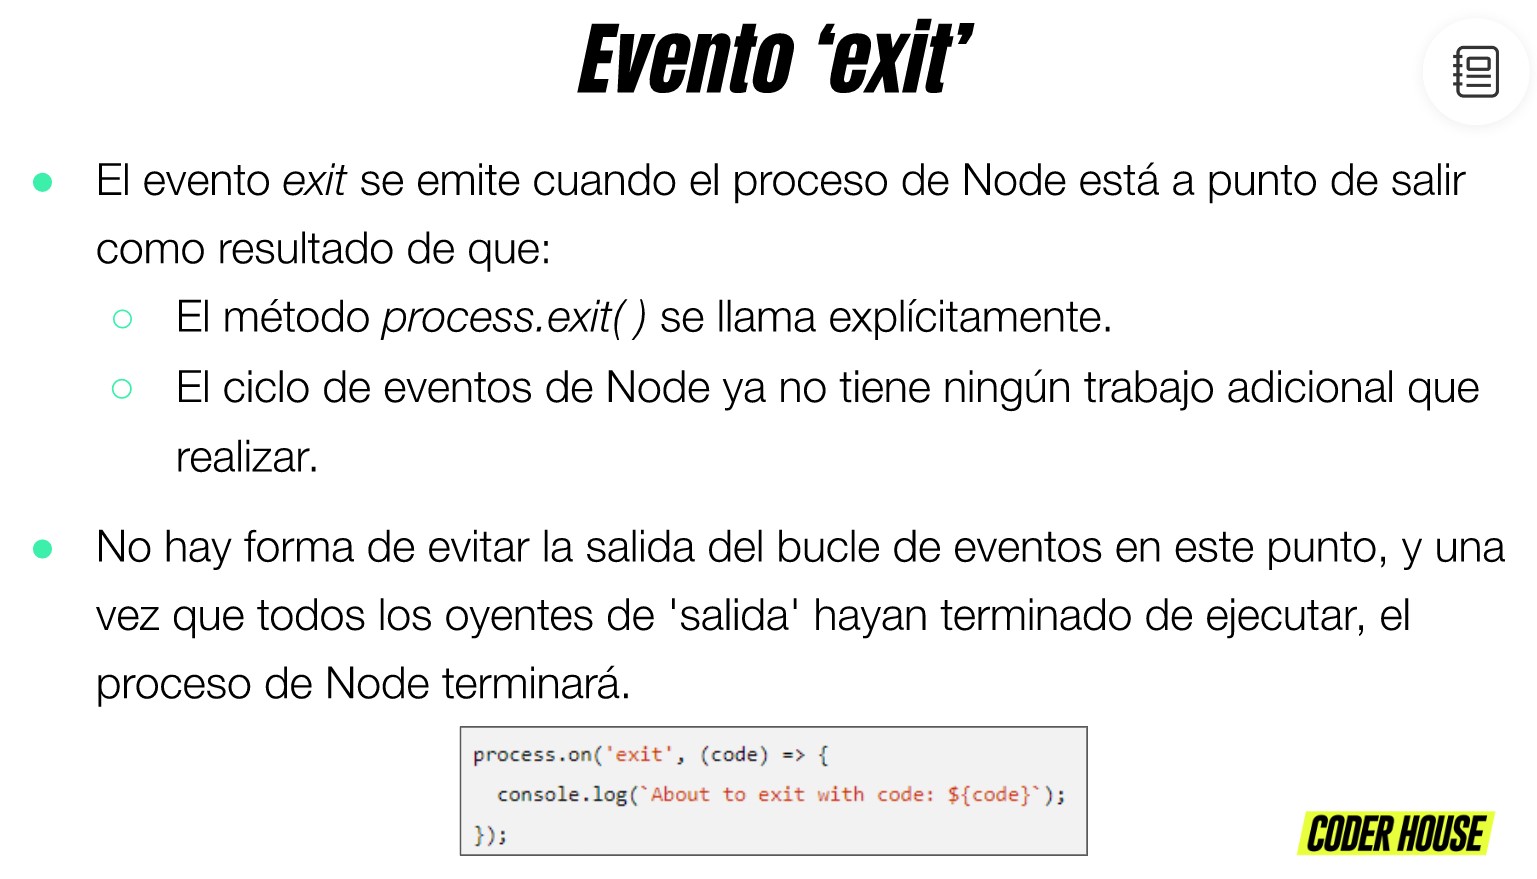 Evento ‘exit’
El evento exit se emite cuando el proceso de Node está a punto de salir
como resultado de que:
El método process.exit( ) se llama explícitamente.
El ciclo de eventos de Node ya no tiene ningún trabajo adicional que
realizar.
No hay forma de evitar la salida del bucle de eventos en este punto, y una
vez que todos los oyentes de 'salida' hayan terminado de ejecutar, el
proceso de Node terminará.
process.on('exit', (code) => {
  console.log(`About to exit with code: ${code}`);
});
CODER HOUSE